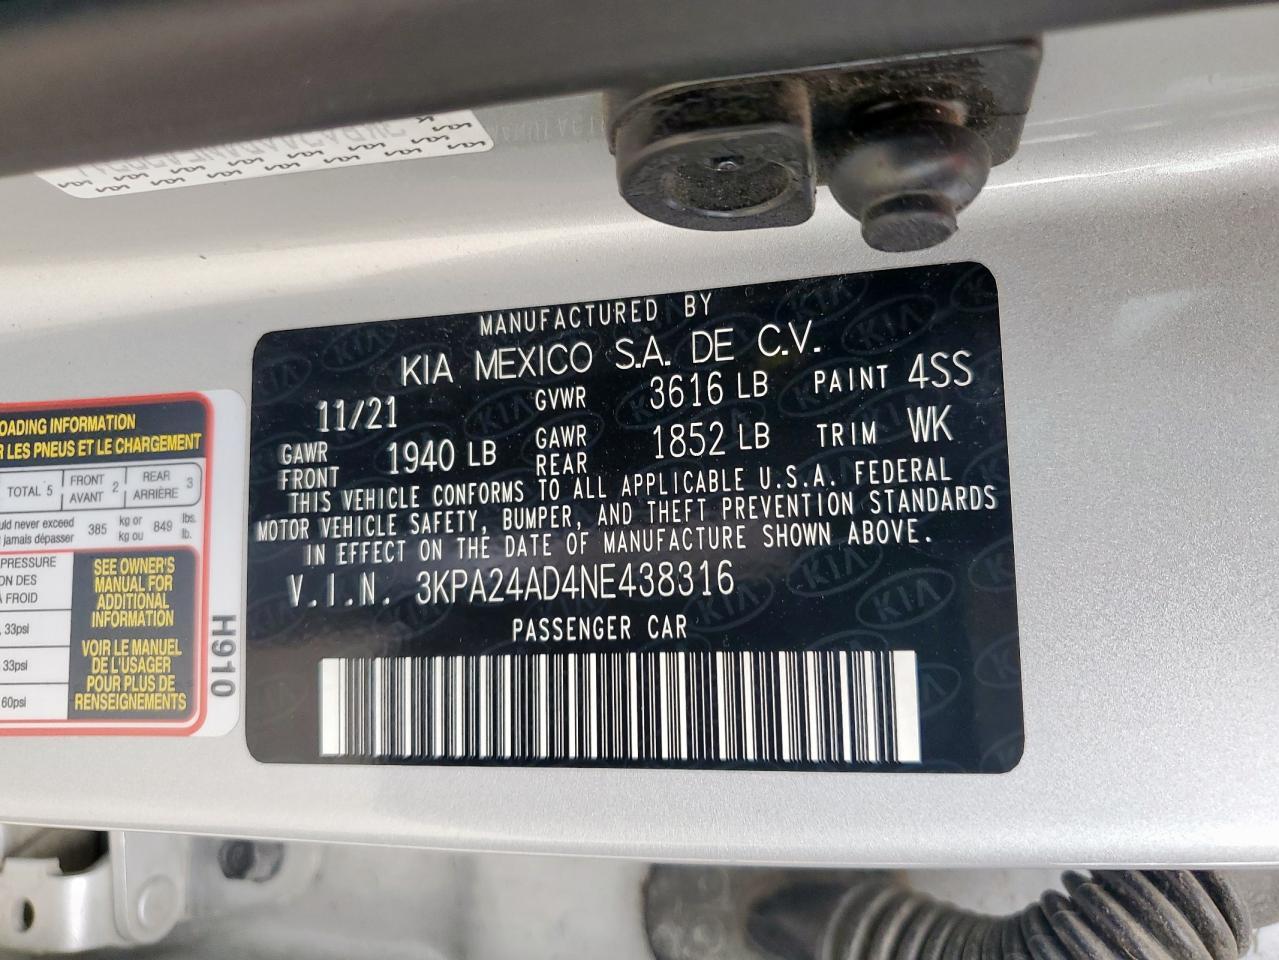 MANUFACTURED BY
KIA MEXICO S.A. DE C.V.
11/21 GVWR 3616 LB PAINT 4SS
GAWR FRONT 1940 LB GAWR REAR 1852 LB TRIM WK
THIS VEHICLE CONFORMS TO ALL APPLICABLE U.S.A. FEDERAL
MOTOR VEHICLE SAFETY, BUMPER, AND THEFT PREVENTION STANDARDS
IN EFFECT ON THE DATE OF MANUFACTURE SHOWN ABOVE.
V.I.N. 3KPA24AD4NE438316
PASSENGER CAR
LOADING INFORMATION
LES PNEUS ET LE CHARGEMENT
TOTAL 5 FRONT AVANT 2 REAR ARRIÈRE 3
never exceed 385 kg or 849 lbs.
jamais dépasser kg ou lb.
PRESSURE
DES
FROID
33psi
33psi
60psi
SEE OWNER'S
MANUAL FOR
ADDITIONAL
INFORMATION
VOIR LE MANUEL
DE L'USAGER
POUR PLUS DE
RENSEIGNEMENTS
H910